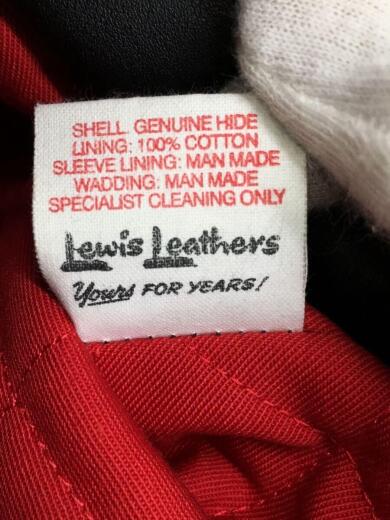 SHELL. GENUINE HIDE
LINING: 100% COTTON
SLEEVE LINING: MAN MADE
WADDING: MAN MADE
SPECIALIST CLEANING ONLY
Lewis Leathers
Yours FOR YEARS!